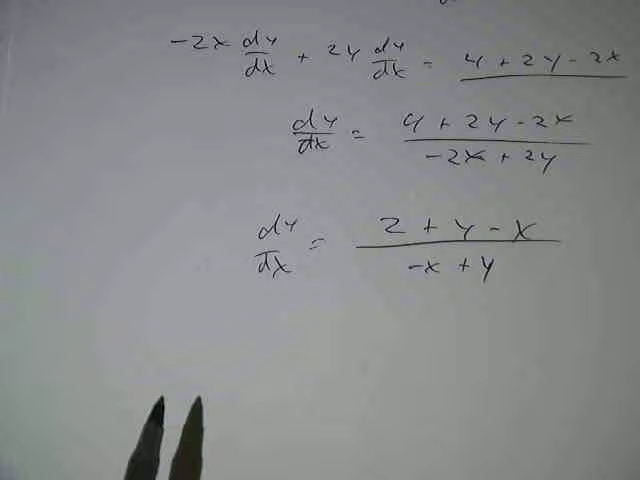 -2x dy/dx + 2y dy/dx = 4 + 2y - 2x
dy/dx = (4 + 2y - 2x)/(-2x + 2y)
dy/dx = (2 + y - x)/(-x + y)